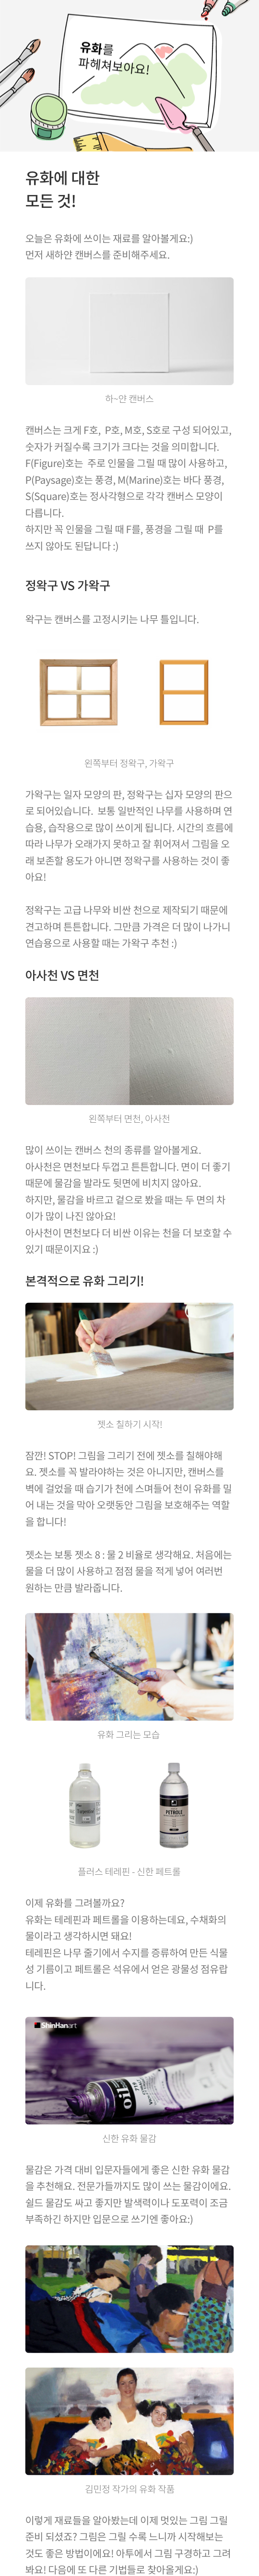 유화를
파헤쳐보아요!
유화에 대한
모든 것!
오늘은 유화에 쓰이는 재료를 알아볼게요:)
먼저 새하얀 캔버스를 준비해주세요.
하~얀 캔버스
캔버스는 크게 F호, P호, M호, S호로 구성 되어있고,
숫자가 커질수록 크기가 크다는 것을 의미합니다.
F(Figure)호는 주로 인물을 그릴 때 많이 사용하고,
P(Paysage)호는 풍경, M(Marine)호는 바다 풍경,
S(Square)호는 정사각형으로 각각 캔버스 모양이
다릅니다.
하지만 꼭 인물을 그릴 때 F를, 풍경을 그릴 때 P를
쓰지 않아도 된답니다 :)
정왁구 VS 가왁구
왁구는 캔버스를 고정시키는 나무 틀입니다.
왼쪽부터 정왁구, 가왁구
가왁구는 일자 모양의 판, 정왁구는 십자 모양의 판으
로 되어있습니다. 보통 일반적인 나무를 사용하며 연
습용, 습작용으로 많이 쓰이게 됩니다. 시간의 흐름에
따라 나무가 오래가지 못하고 잘 휘어져서 그림을 오
래 보존할 용도가 아니면 정왁구를 사용하는 것이 좋
아요!
정왁구는 고급 나무와 비싼 천으로 제작되기 때문에
견고하며 튼튼합니다. 그만큼 가격은 더 많이 나가니
연습용으로 사용할 때는 가왁구 추천 :)
아사천 VS 면천
왼쪽부터 면천, 아사천
많이 쓰이는 캔버스 천의 종류를 알아볼게요.
아사천은 면천보다 두껍고 튼튼합니다. 면이 더 좋기
때문에 물감을 발라도 뒷면에 비치지 않아요.
하지만, 물감을 바르고 겉으로 봤을 때는 두 면의 차
이가 많이 나진 않아요!
아사천이 면천보다 더 비싼 이유는 천을 더 보호할 수
있기 때문이지요 :)
본격적으로 유화 그리기!
젯소 칠하기 시작!
잠깐! STOP! 그림을 그리기 전에 젯소를 칠해야해
요. 젯소를 꼭 발라야하는 것은 아니지만, 캔버스를
벽에 걸었을 때 습기가 천에 스며들어 천이 유화를 밀
어 내는 것을 막아 오랫동안 그림을 보호해주는 역할
을 합니다!
젯소는 보통 젯소 8 : 물 2 비율로 생각해요. 처음에는
물을 더 많이 사용하고 점점 물을 적게 넣어 여러번
원하는 만큼 발라줍니다.
유화 그리는 모습
PETROLE
플러스 테레핀 - 신한 페트롤
이제 유화를 그려볼까요?
유화는 테레핀과 페트롤을 이용하는데요, 수채화의
물이라고 생각하시면 돼요!
테레핀은 나무 줄기에서 수지를 증류하여 만든 식물
성 기름이고 페트롤은 석유에서 얻은 광물성 점유랍
니다.
ShinHanart
oil
신한 유화 물감
물감은 가격 대비 입문자들에게 좋은 신한 유화 물감
을 추천해요. 전문가들까지도 많이 쓰는 물감이에요.
쉴드 물감도 싸고 좋지만 발색력이나 도포력이 조금
부족하긴 하지만 입문으로 쓰기엔 좋아요:)
김민정 작가의 유화 작품
이렇게 재료들을 알아봤는데 이제 멋있는 그림 그릴
준비 되셨죠? 그림은 그릴 수록 느니까 시작해보는
것도 좋은 방법이에요! 아투에서 그림 구경하고 그려
봐요! 다음에 또 다른 기법들로 찾아올게요:)